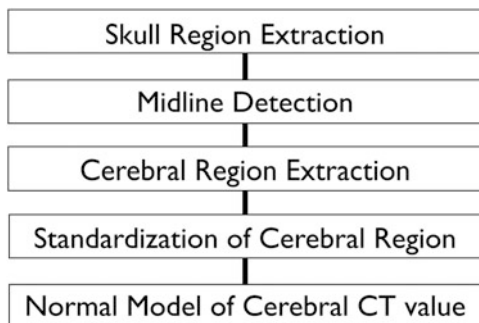 Skull Region Extraction
Midline Detection
Cerebral Region Extraction
Standardization of Cerebral Region
Normal Model of Cerebral CT value